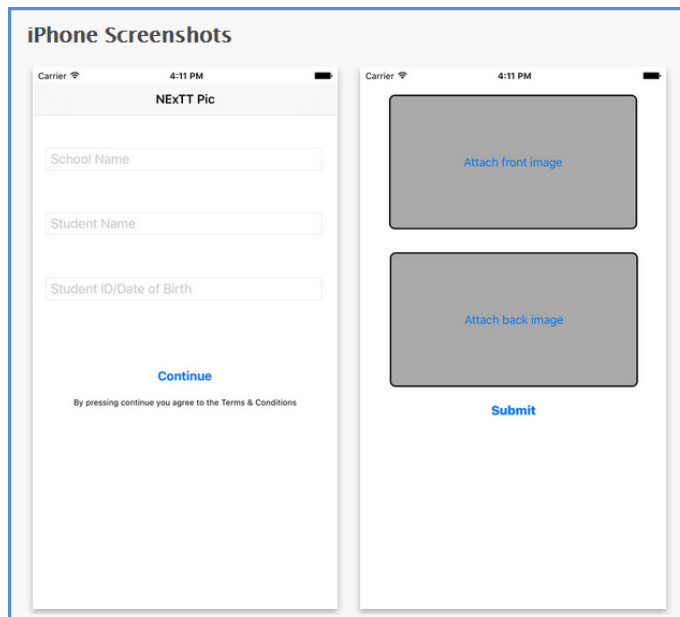 iPhone Screenshots
Carrier 4:11 PM
NExTT Pic
School Name
Student Name
Student ID/Date of Birth
Continue
By pressing continue you agree to the Terms & Conditions
Carrier 4:11 PM
Attach front image
Attach back image
Submit